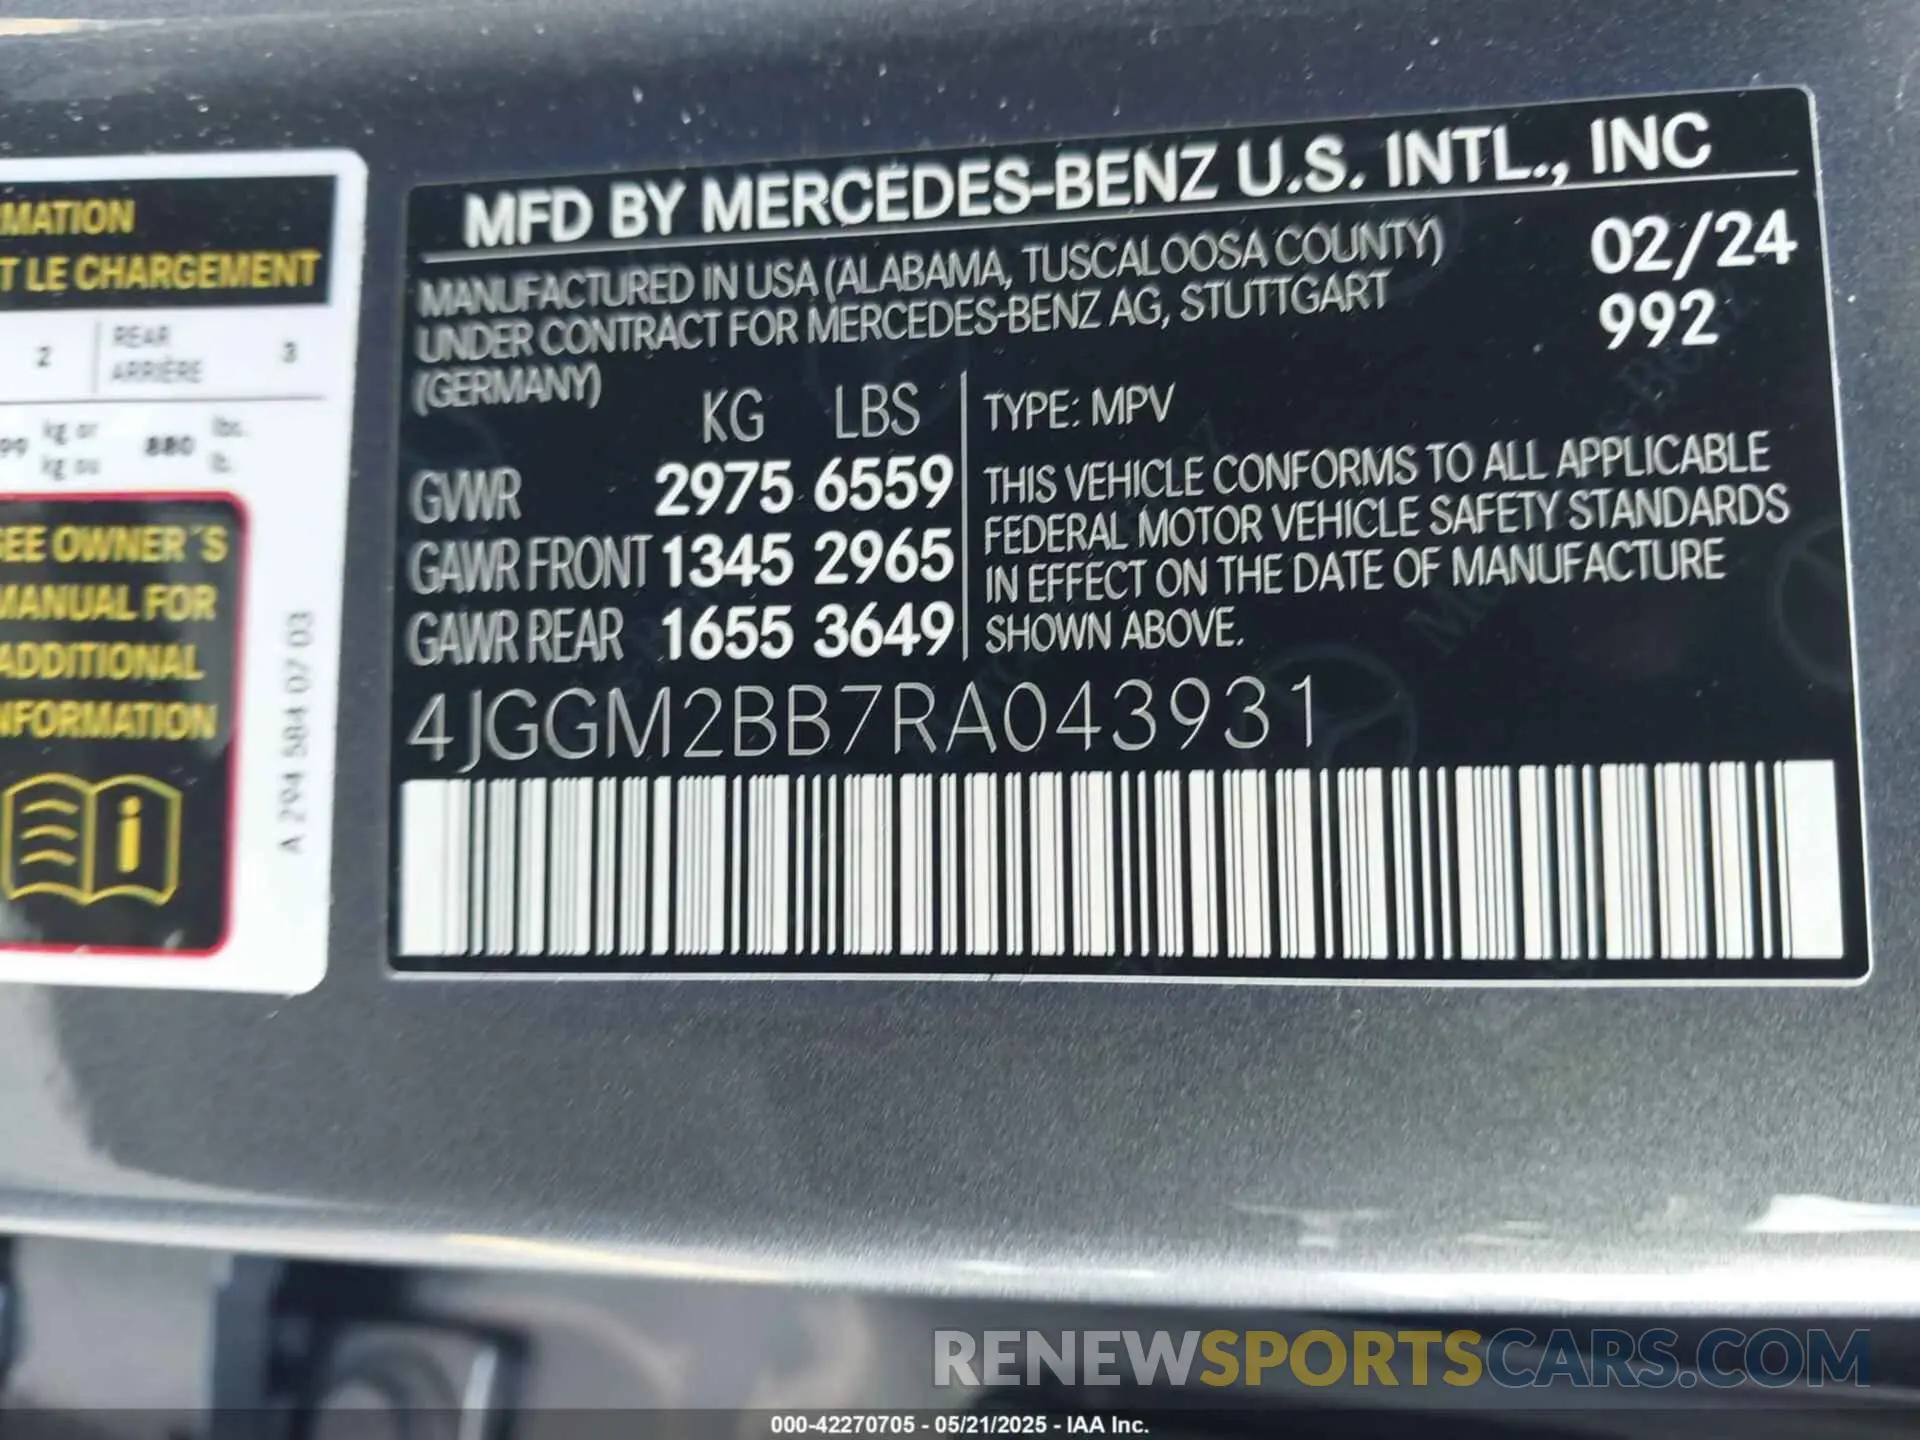 MATION
T LE CHARGEMENT
2 REAR ARRIÈRE 3
99 kg or kg ou 880 lbs. lb.
SEE OWNER´S
MANUAL FOR
ADDITIONAL
INFORMATION
A 294 584 07 03
MFD BY MERCEDES-BENZ U.S. INTL., INC
MANUFACTURED IN USA (ALABAMA, TUSCALOOSA COUNTY)
UNDER CONTRACT FOR MERCEDES-BENZ AG, STUTTGART
(GERMANY)
02/24
992
KG LBS
GVWR 2975 6559
GAWR FRONT 1345 2965
GAWR REAR 1655 3649
TYPE: MPV
THIS VEHICLE CONFORMS TO ALL APPLICABLE
FEDERAL MOTOR VEHICLE SAFETY STANDARDS
IN EFFECT ON THE DATE OF MANUFACTURE
SHOWN ABOVE.
4JGGM2BB7RA043931
RENEWSPORTSCARS.COM
000-42270705 - 05/21/2025 - IAA Inc.